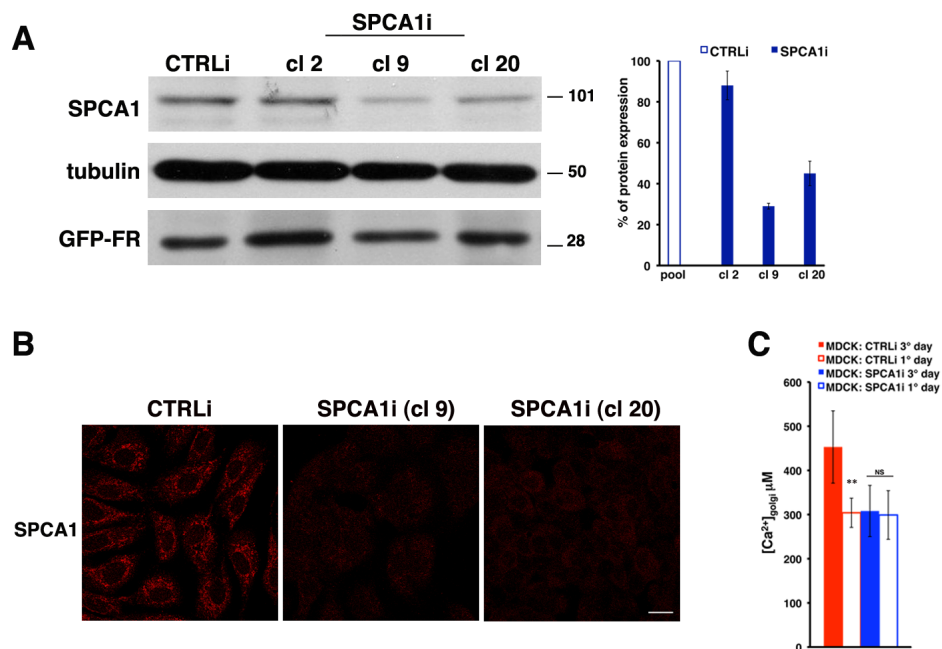 A
SPCA1i
CTRLi cl 2 cl 9 cl 20
SPCA1
101
tubulin
50
GFP-FR
28
CTRLi SPCA1i
% of protein expression
100
80
60
40
20
0
pool cl 2 cl 9 cl 20
B
CTRLi SPCA1i (cl 9) SPCA1i (cl 20)
SPCA1
C
MDCK: CTRLi 3° day
MDCK: CTRLi 1° day
MDCK: SPCA1i 3° day
MDCK: SPCA1i 1° day
[Ca2+]golgi µM
600
500
400
300
200
100
0
**
NS